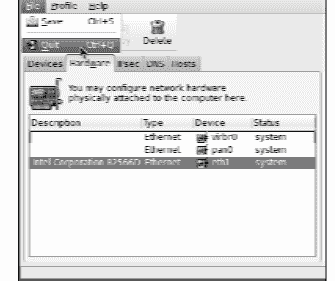 File Profile Help
Save Ctrl+S
Quit Ctrl+Q
Delete
Devices Hardware IPsec DNS Hosts
You may configure network hardware
physically attached to the computer here.
Description Type Device Status
Ethernet virbr0 system
Ethernet pan0 system
Intel Corporation 82566D Ethernet eth1 system